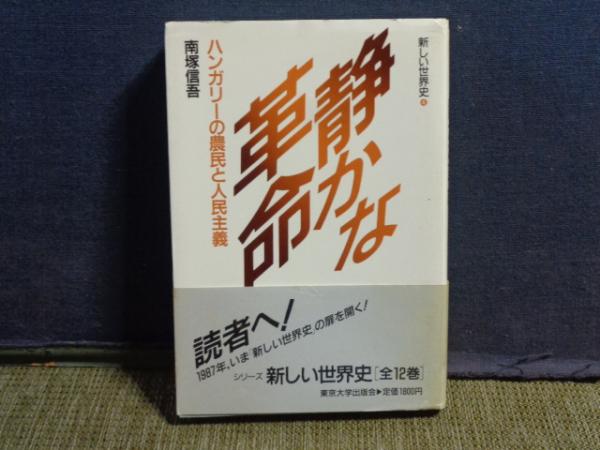 新しい世界史④
静かな
革命
ハンガリーの農民と人民主義
南塚信吾
読者へ!
1987年、いま「新しい世界史」の扉を開く!
シリーズ 新しい世界史[全12巻]
東京大学出版会▶定価1800円